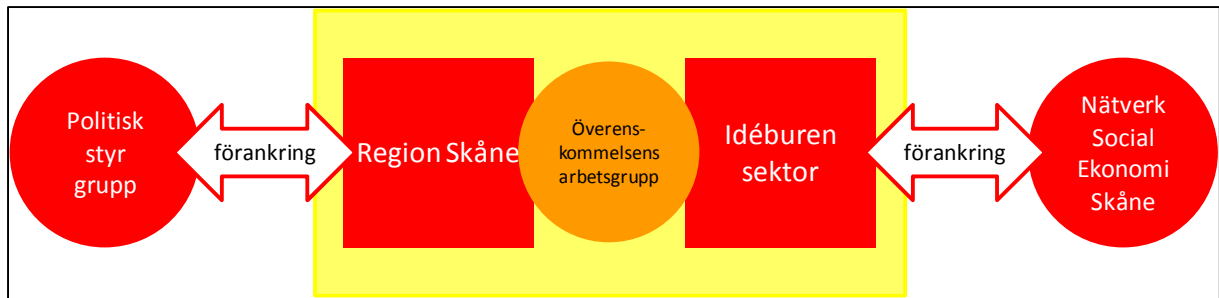 Politisk
styr
grupp
förankring
Region Skåne
Överens-
kommelsens
arbetsgrupp
Idéburen
sektor
förankring
Nätverk
Social
Ekonomi
Skåne